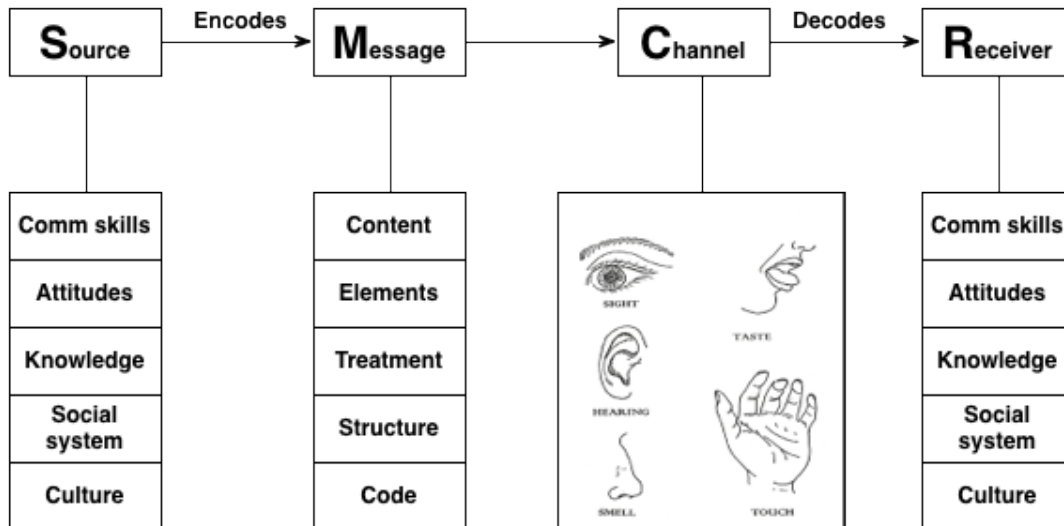 Source
Encodes
Message
Channel
Decodes
Receiver
Comm skills
Attitudes
Knowledge
Social
system
Culture
Content
Elements
Treatment
Structure
Code
SIGHT
TASTE
HEARING
SMELL
TOUCH
Comm skills
Attitudes
Knowledge
Social
system
Culture